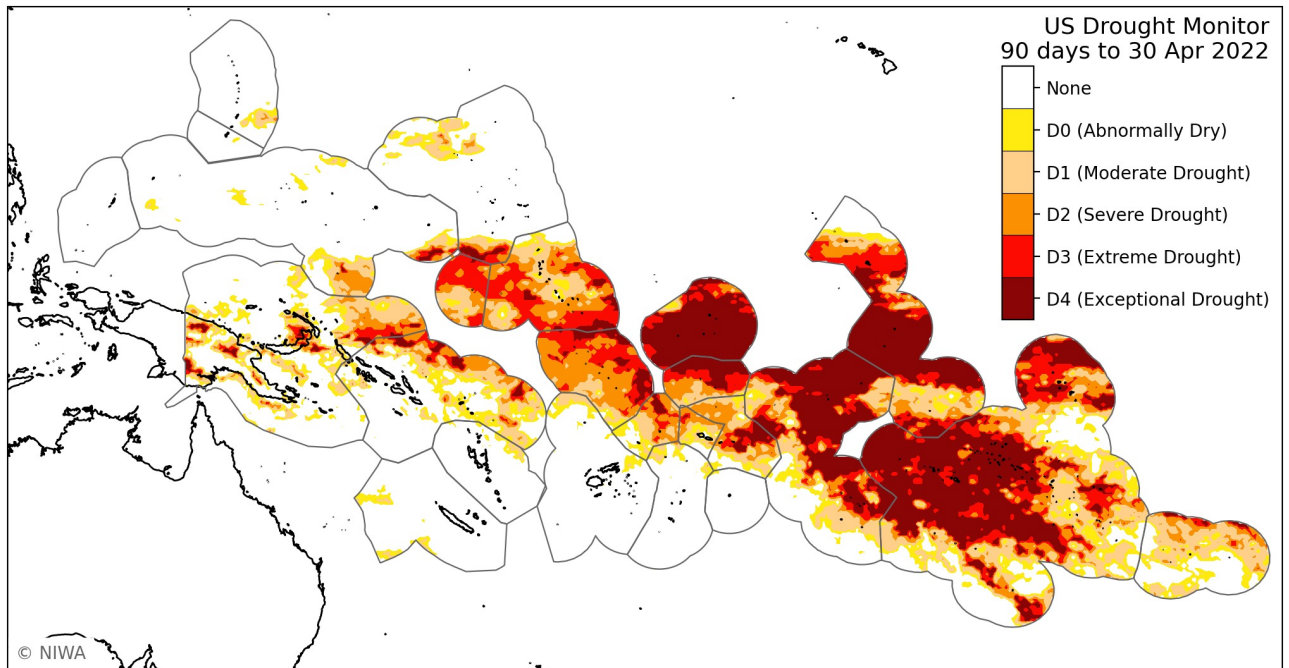 US Drought Monitor
90 days to 30 Apr 2022
None
D0 (Abnormally Dry)
D1 (Moderate Drought)
D2 (Severe Drought)
D3 (Extreme Drought)
D4 (Exceptional Drought)
© NIWA